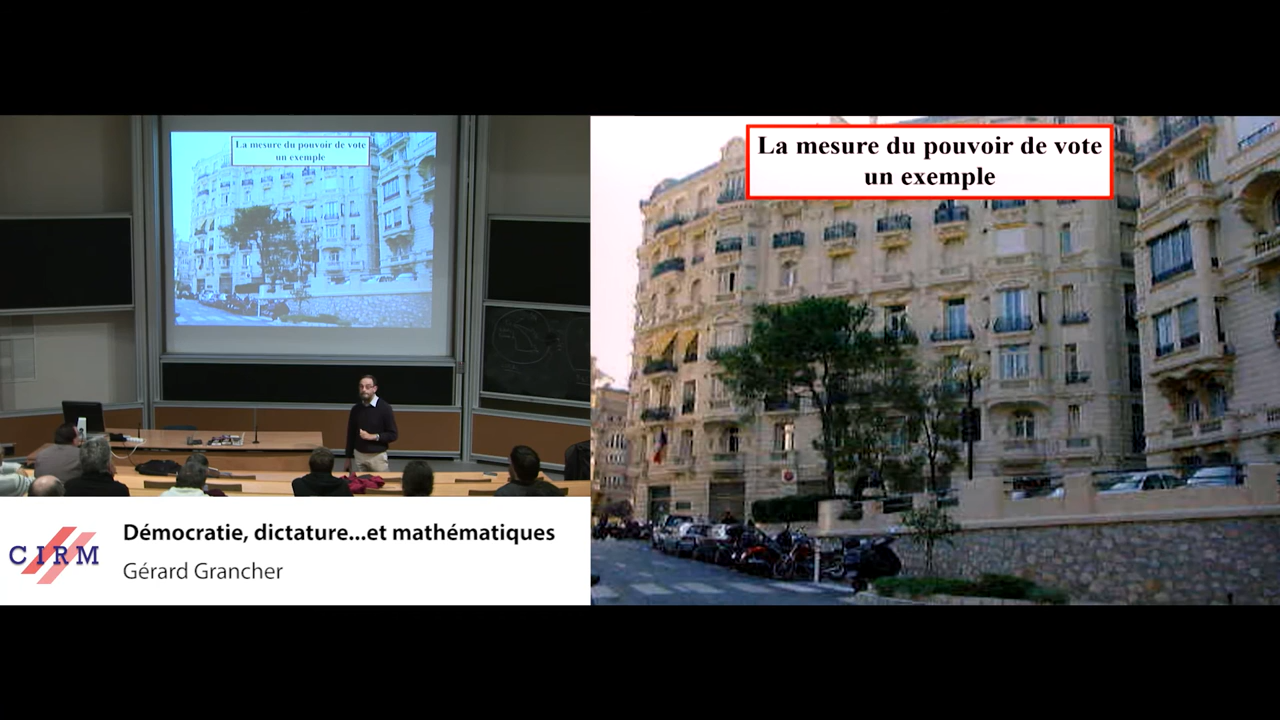 La mesure du pouvoir de vote
un exemple
La mesure du pouvoir de vote
un exemple
CIRM
Démocratie, dictature...et mathématiques
Gérard Grancher